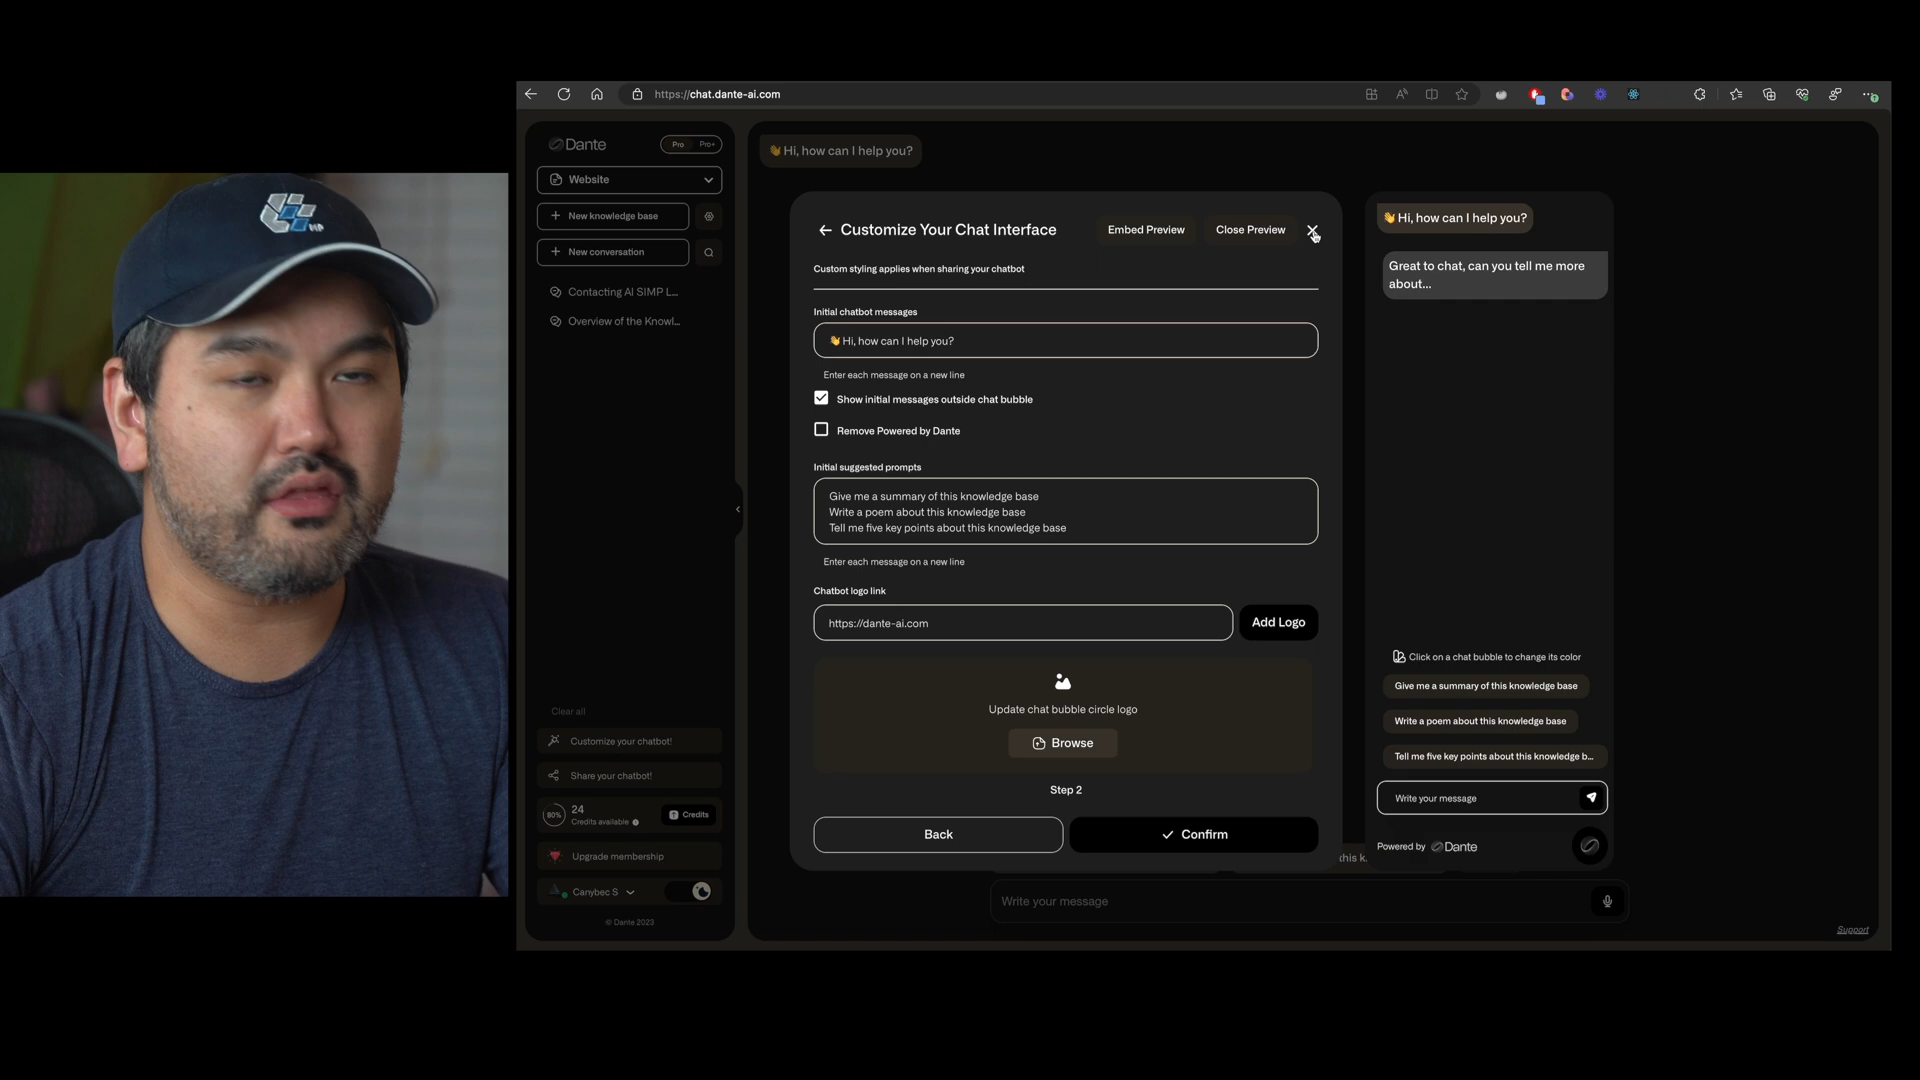 https://chat.dante-ai.com
Dante
Pro Pro+
Website
New knowledge base
New conversation
Contacting AI SIMP L...
Overview of the Knowl...
Clear all
Customize your chatbot!
Share your chatbot!
80%
24
Credits available
Credits
Upgrade membership
Canybec S
© Dante 2023
👋 Hi, how can I help you?
Customize Your Chat Interface
Embed Preview
Close Preview
Custom styling applies when sharing your chatbot
Initial chatbot messages
👋 Hi, how can I help you?
Enter each message on a new line
Show initial messages outside chat bubble
Remove Powered by Dante
Initial suggested prompts
Give me a summary of this knowledge base
Write a poem about this knowledge base
Tell me five key points about this knowledge base
Enter each message on a new line
Chatbot logo link
https://dante-ai.com
Add Logo
Update chat bubble circle logo
Browse
Step 2
Back
Confirm
👋 Hi, how can I help you?
Great to chat, can you tell me more
about...
Click on a chat bubble to change its color
Give me a summary of this knowledge base
Write a poem about this knowledge base
Tell me five key points about this knowledge b...
Write your message
Powered by Dante
this k
Write your message
Support